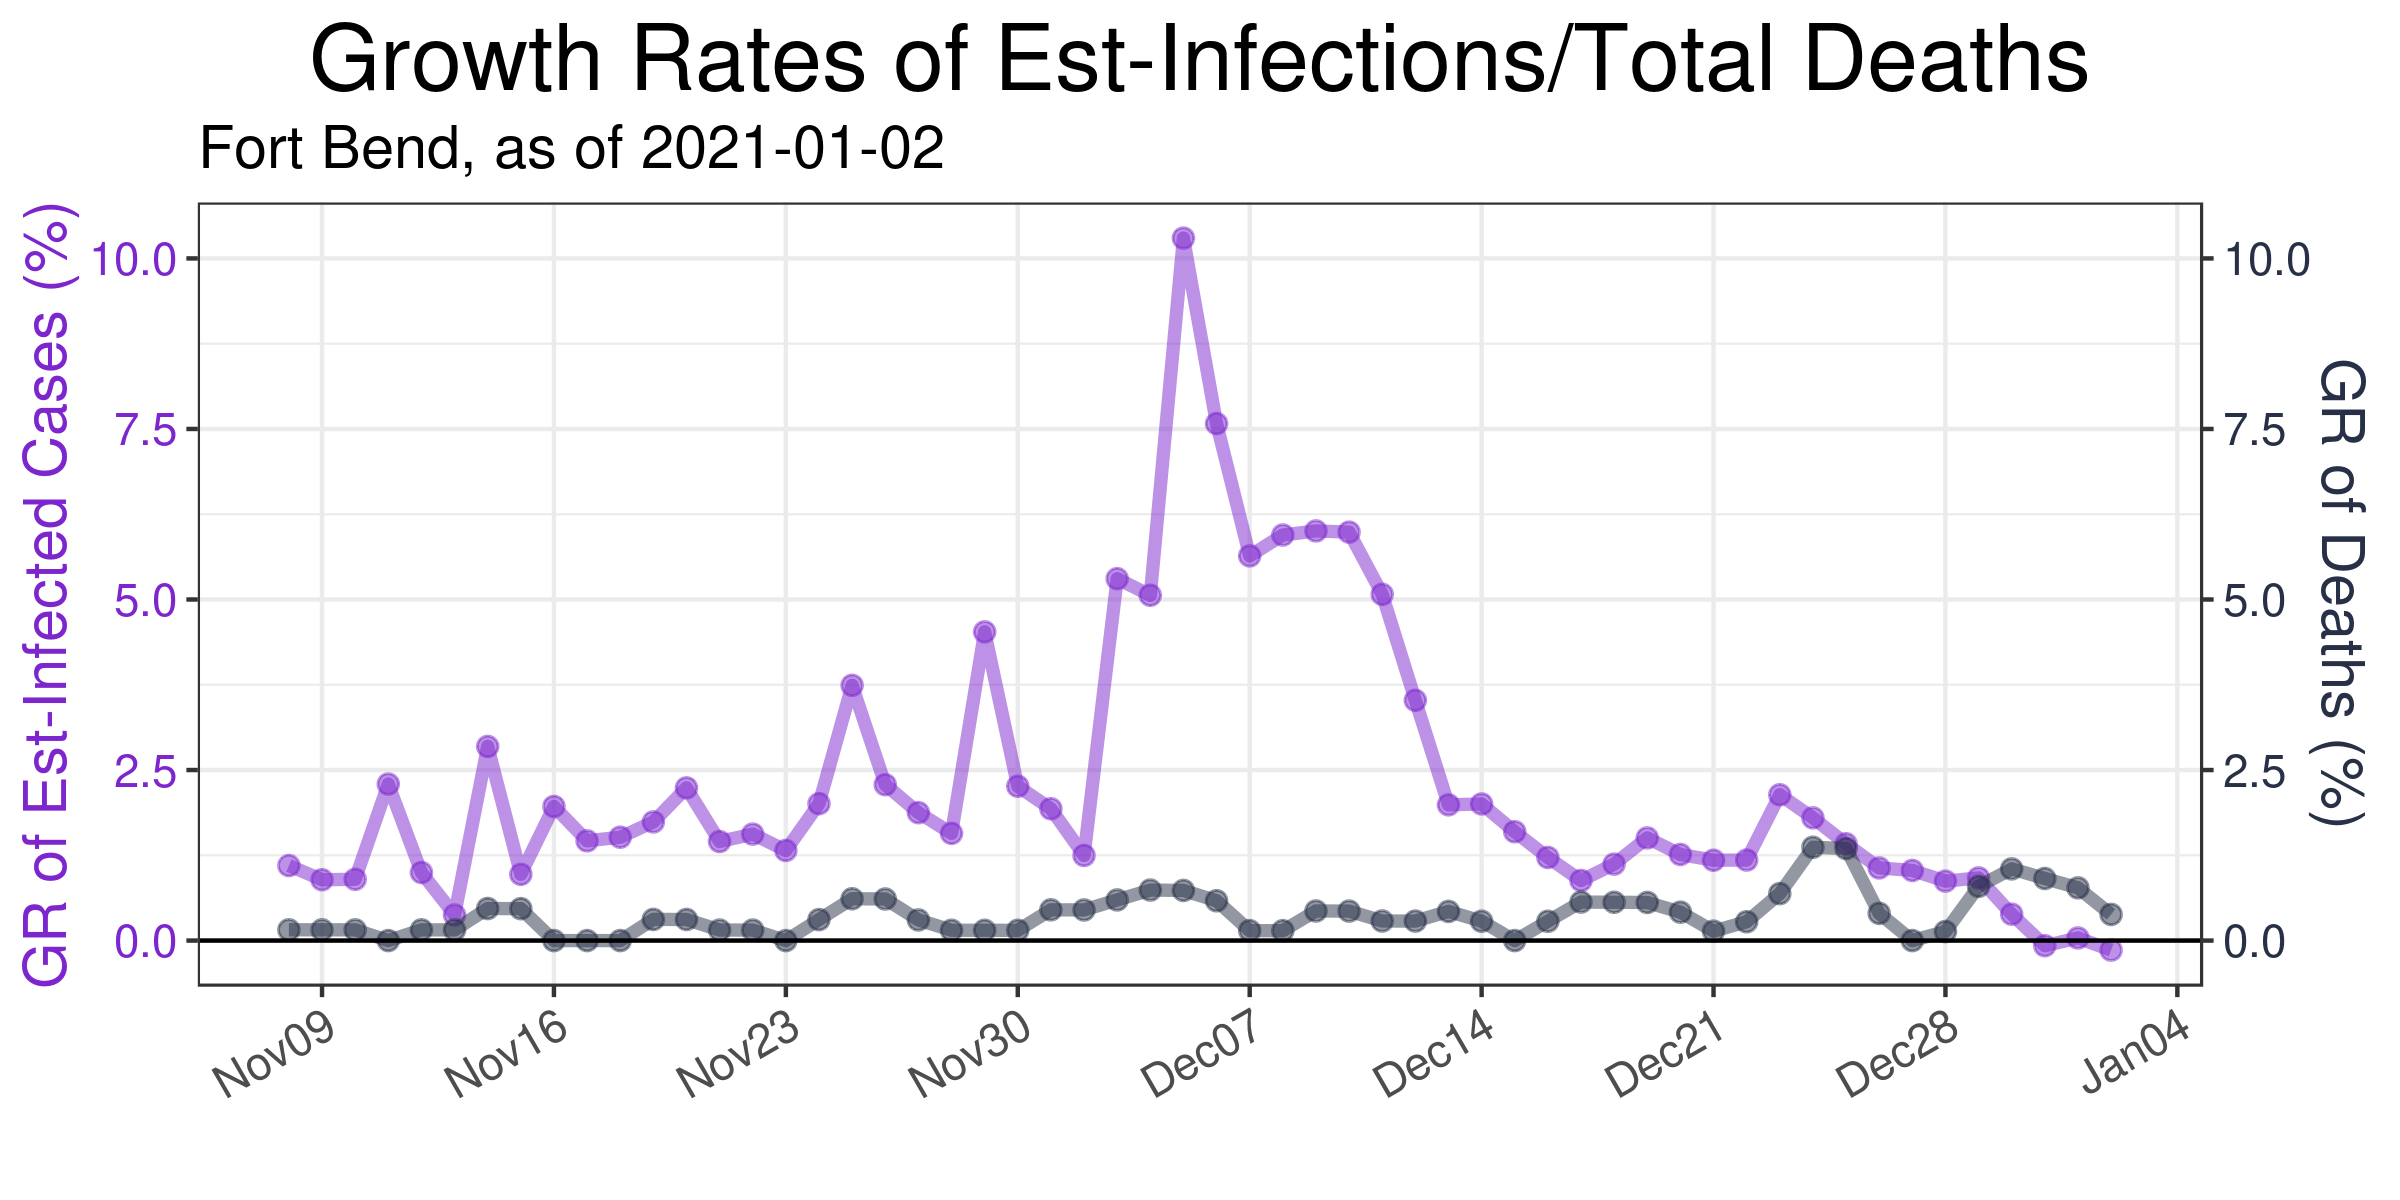 Growth Rates of Est-Infections/Total Deaths
Fort Bend, as of 2021-01-02
GR of Est-Infected Cases (%)
10.0
7.5
5.0
2.5
0.0
10.0
7.5
5.0
2.5
0.0
GR of Deaths (%)
Nov09
Nov16
Nov23
Nov30
Dec07
Dec14
Dec21
Dec28
Jan04